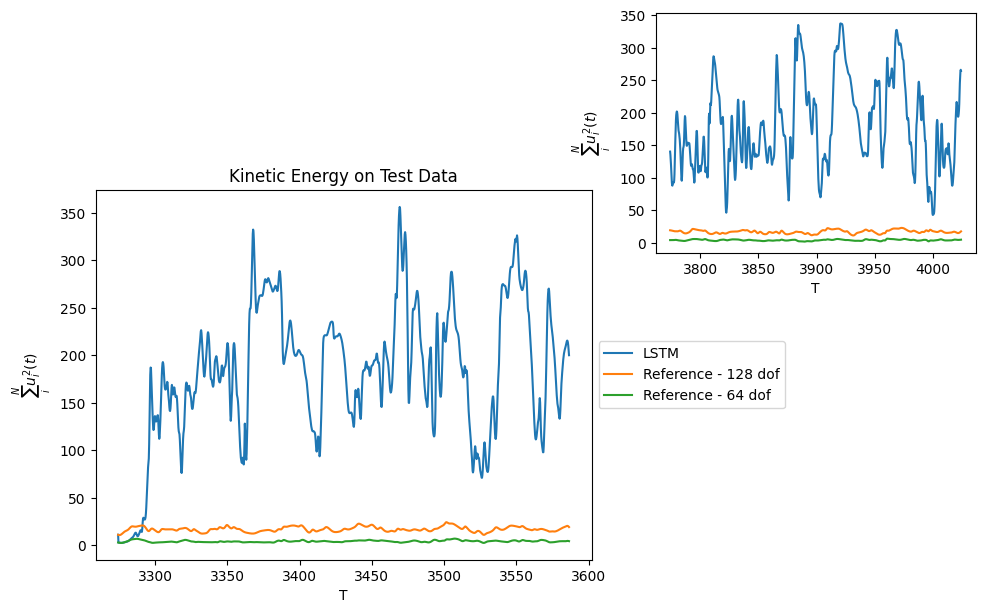 350
300
250
200
150
100
50
0
3800 3850 3900 3950 4000
T
$\sum_i^N u_i^2(t)$
Kinetic Energy on Test Data
350
300
250
200
150
100
50
0
3300 3350 3400 3450 3500 3550 3600
T
$\sum_i^N u_i^2(t)$
LSTM
Reference - 128 dof
Reference - 64 dof